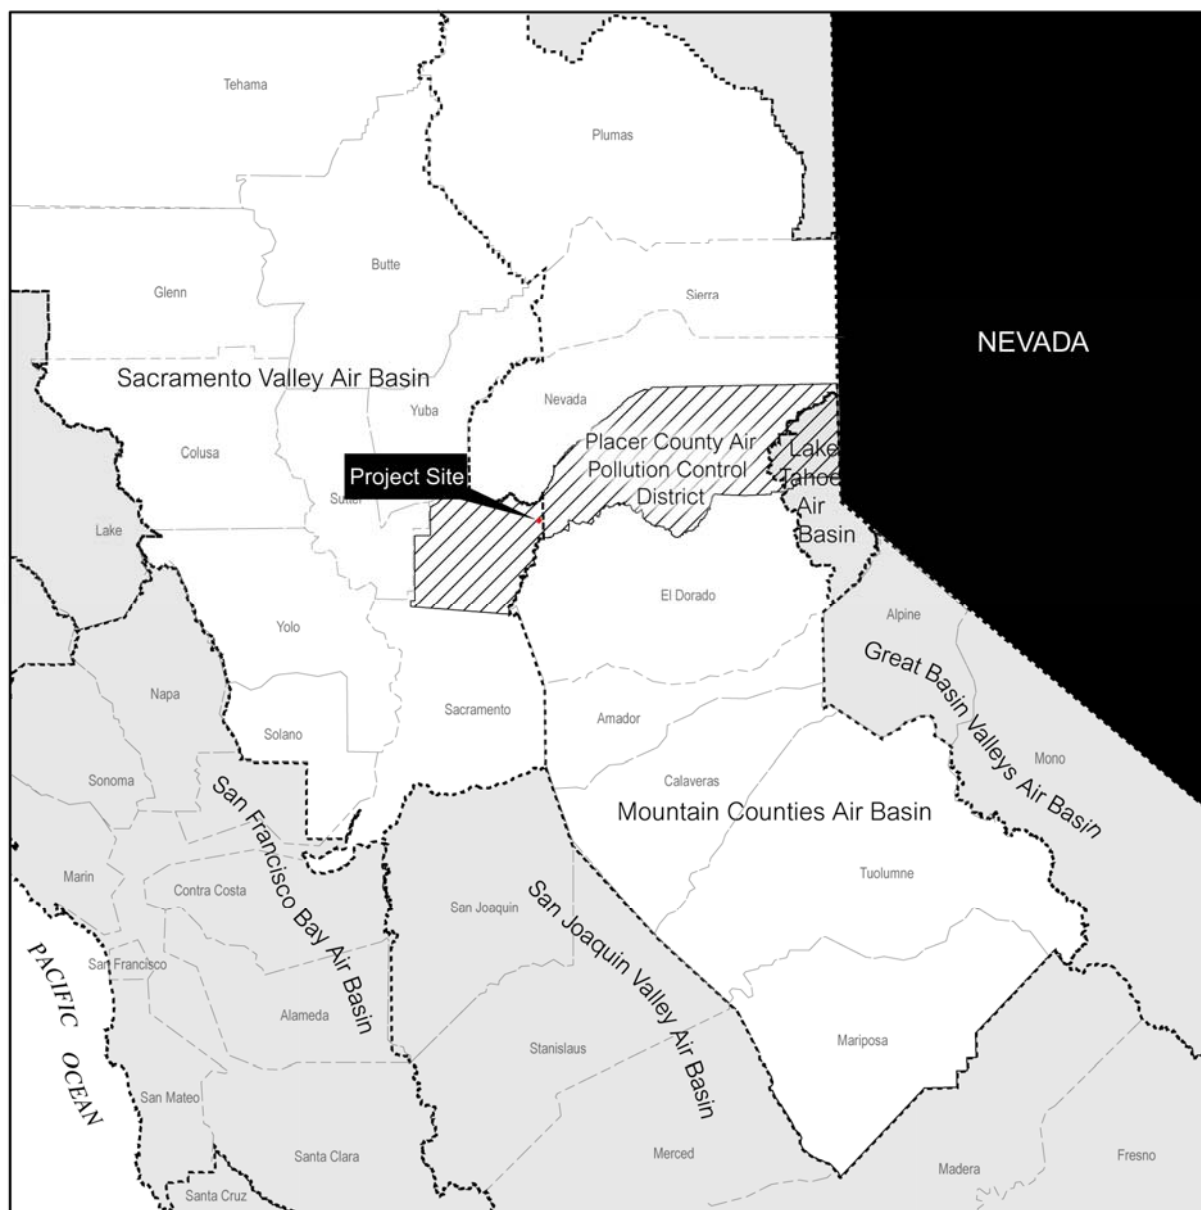 Tehama
Plumas
Butte
Glenn
Sierra
NEVADA
Sacramento Valley Air Basin
Yuba
Nevada
Colusa
Placer County Air
Pollution Control
District
Lake
Tahoe
Air
Basin
Project Site
Sutter
Lake
El Dorado
Alpine
Yolo
Great Basin Valleys Air Basin
Napa
Sacramento
Amador
Solano
Mono
Sonoma
Calaveras
San Francisco Bay Air Basin
Mountain Counties Air Basin
Marin
Contra Costa
Tuolumne
San Joaquin
San Joaquin Valley Air Basin
PACIFIC OCEAN
San Francisco
Alameda
Stanislaus
Mariposa
San Mateo
Santa Clara
Merced
Madera
Fresno
Santa Cruz